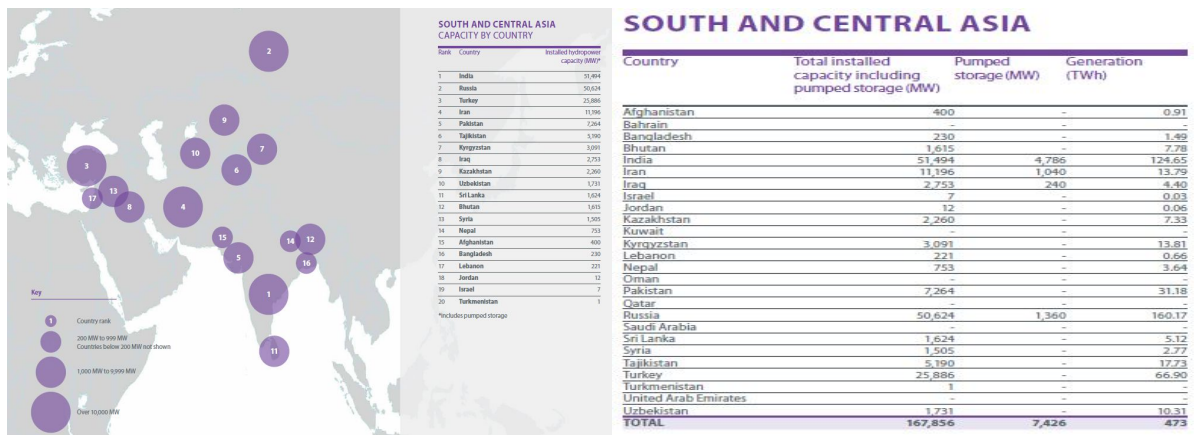 SOUTH AND CENTRAL ASIA
CAPACITY BY COUNTRY
Rank Country Installed hydropower
capacity (MW)*
1 India 51,494
2 Russia 50,624
3 Turkey 25,886
4 Iran 11,196
5 Pakistan 7,264
6 Tajikistan 5,190
7 Kyrgyzstan 3,091
8 Iraq 2,753
9 Kazakhstan 2,260
10 Uzbekistan 1,731
11 Sri Lanka 1,624
12 Bhutan 1,615
13 Syria 1,505
14 Nepal 753
15 Afghanistan 400
16 Bangladesh 230
17 Lebanon 221
18 Jordan 12
19 Israel 7
20 Turkmenistan 1
*includes pumped storage
2
9
7
10
3
6
13
17
8
4
15
14
12
5
16
1
11
Key
1 Country rank
200 MW to 999 MW
Countries below 200 MW not shown
1,000 MW to 9,999 MW
Over 10,000 MW
SOUTH AND CENTRAL ASIA
Country Total installed Pumped Generation
capacity including storage (MW) (TWh)
pumped storage (MW)
Afghanistan 400 - 0.91
Bahrain - - -
Bangladesh 230 - 1.49
Bhutan 1,615 - 7.78
India 51,494 4,786 124.65
Iran 11,196 1,040 13.79
Iraq 2,753 240 4.40
Israel 7 - 0.03
Jordan 12 - 0.06
Kazakhstan 2,260 - 7.33
Kuwait - - -
Kyrgyzstan 3,091 - 13.81
Lebanon 221 - 0.66
Nepal 753 - 3.64
Oman - - -
Pakistan 7,264 - 31.18
Qatar - - -
Russia 50,624 1,360 160.17
Saudi Arabia - - -
Sri Lanka 1,624 - 5.12
Syria 1,505 - 2.77
Tajikistan 5,190 - 17.73
Turkey 25,886 - 66.90
Turkmenistan 1 - -
United Arab Emirates - - -
Uzbekistan 1,731 - 10.31
TOTAL 167,856 7,426 473